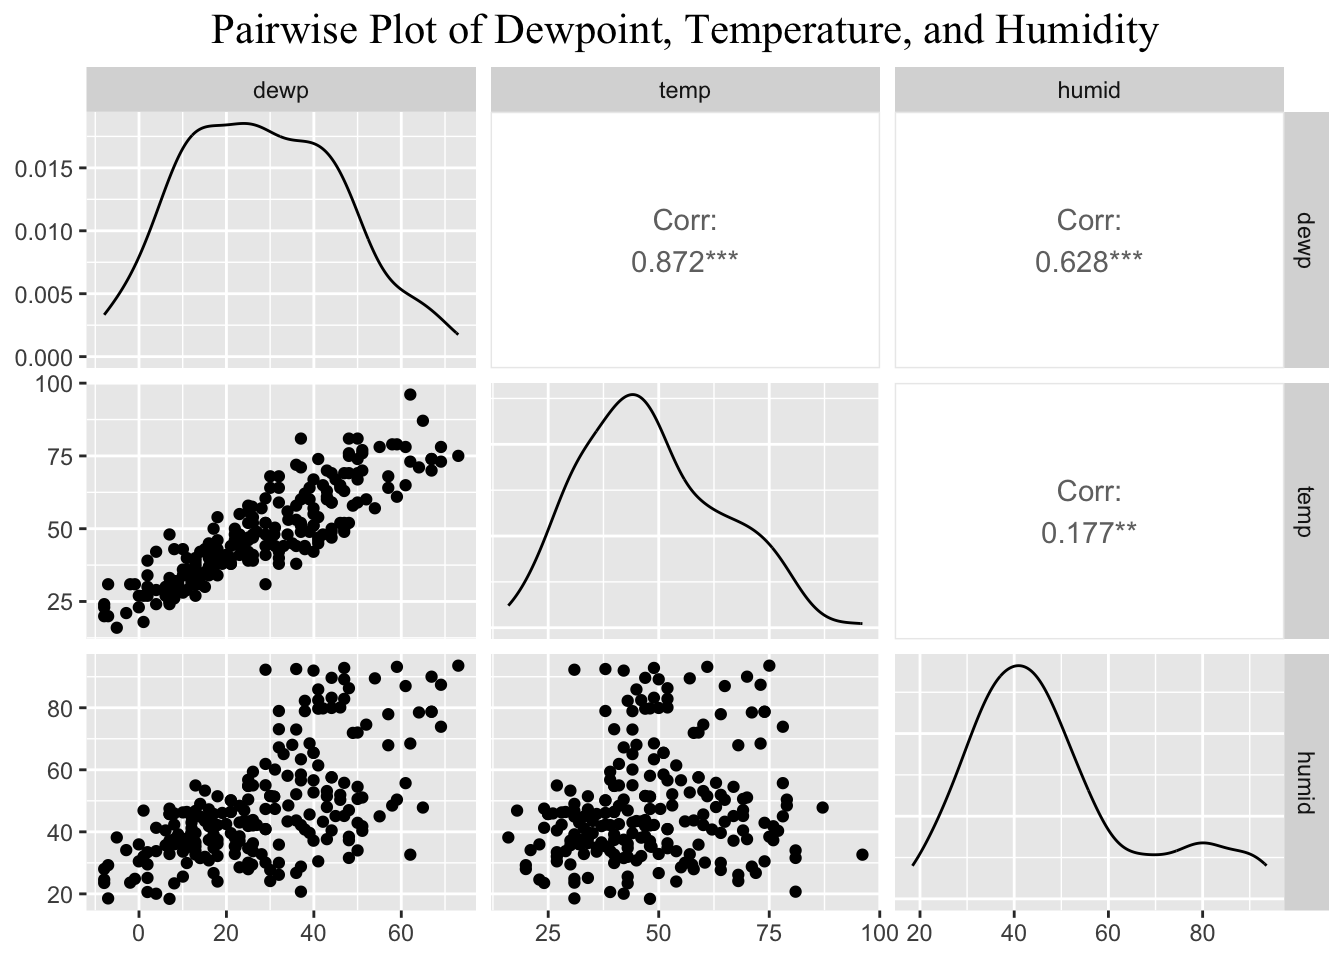 Pairwise Plot of Dewpoint, Temperature, and Humidity
dewp
temp
humid
0.015
0.010
0.005
0.000
Corr:
0.872***
Corr:
0.628***
dewp
100
75
50
25
Corr:
0.177**
temp
80
60
40
20
humid
0 20 40 60
25 50 75 100
20 40 60 80